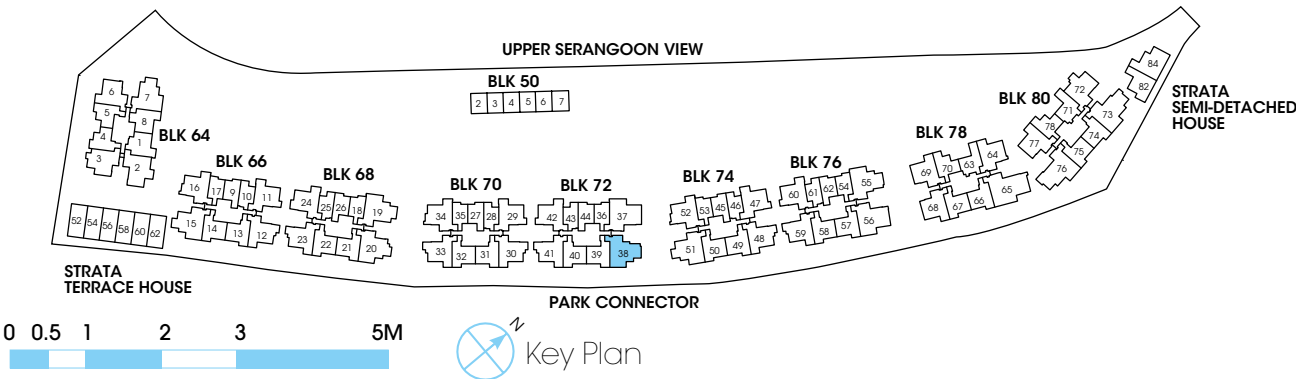 UPPER SERANGOON VIEW
BLK 50
2 3 4 5 6 7
84
82
STRATA
SEMI-DETACHED
HOUSE
BLK 80
72
71
73
78
74
77
75
76
6
7
5
8
4
1
3
2
BLK 64
BLK 66
16 17 9 10 11
15 14 13 12
BLK 68
24 25 26 18 19
23 22 21 20
BLK 70
34 35 27 28 29
33 32 31 30
BLK 72
42 43 44 36 37
41 40 39 38
BLK 74
52 53 45 46 47
51 50 49 48
BLK 76
60 61 62 54 55
59 58 57 56
BLK 78
69 70 63 64
68 67 66 65
52 54 56 58 60 62
STRATA
TERRACE HOUSE
PARK CONNECTOR
0 0.5 1 2 3 5M
N
Key Plan